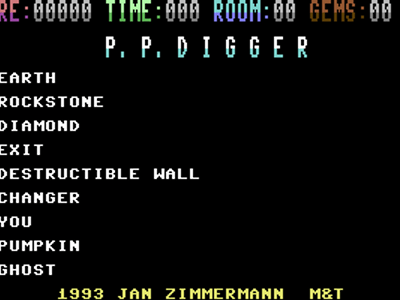 RE:00000 TIME:000 ROOM:00 GEMS:00
P. P. D I G G E R
EARTH
ROCKSTONE
DIAMOND
EXIT
DESTRUCTIBLE WALL
CHANGER
YOU
PUMPKIN
GHOST
1993 JAN ZIMMERMANN M&T